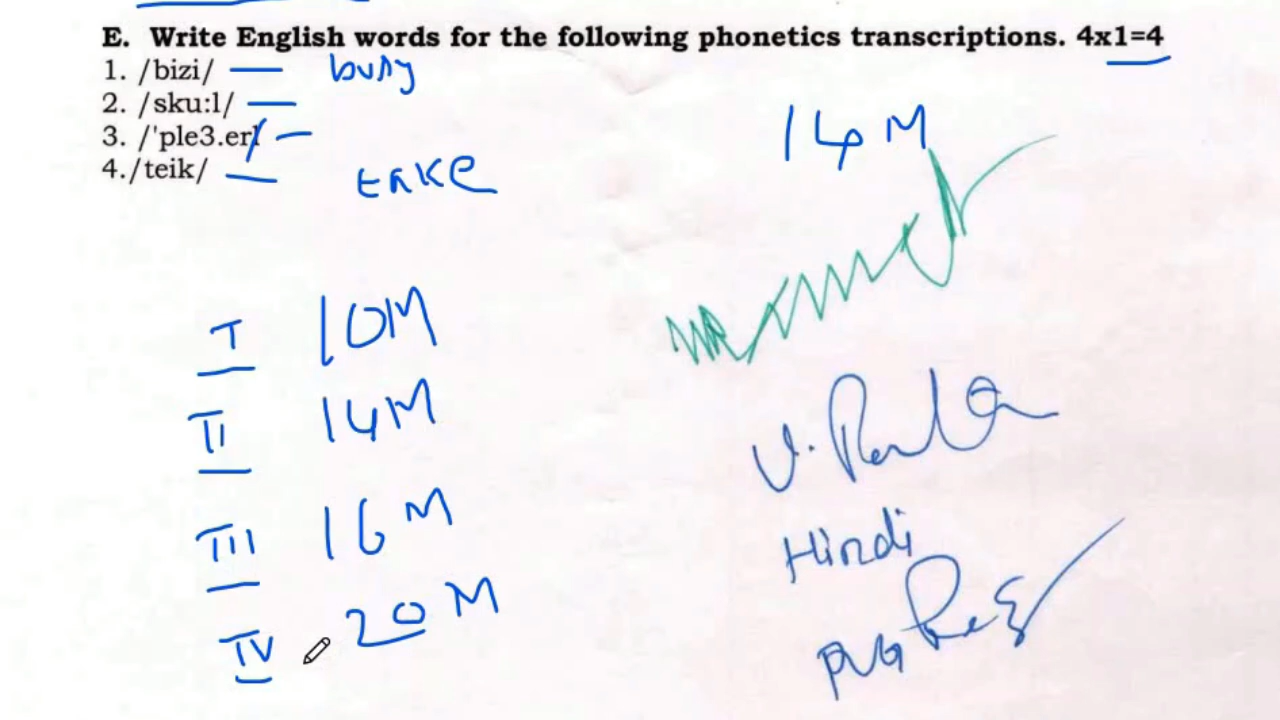 E. Write English words for the following phonetics transcriptions. 4x1=4
1. /bizi/ — busy
2. /sku:l/ —
3. /'ple3.er/ —
4./teik/ — take
14M
I 10M
II 14M
III 16M
IV 20M
Hindi